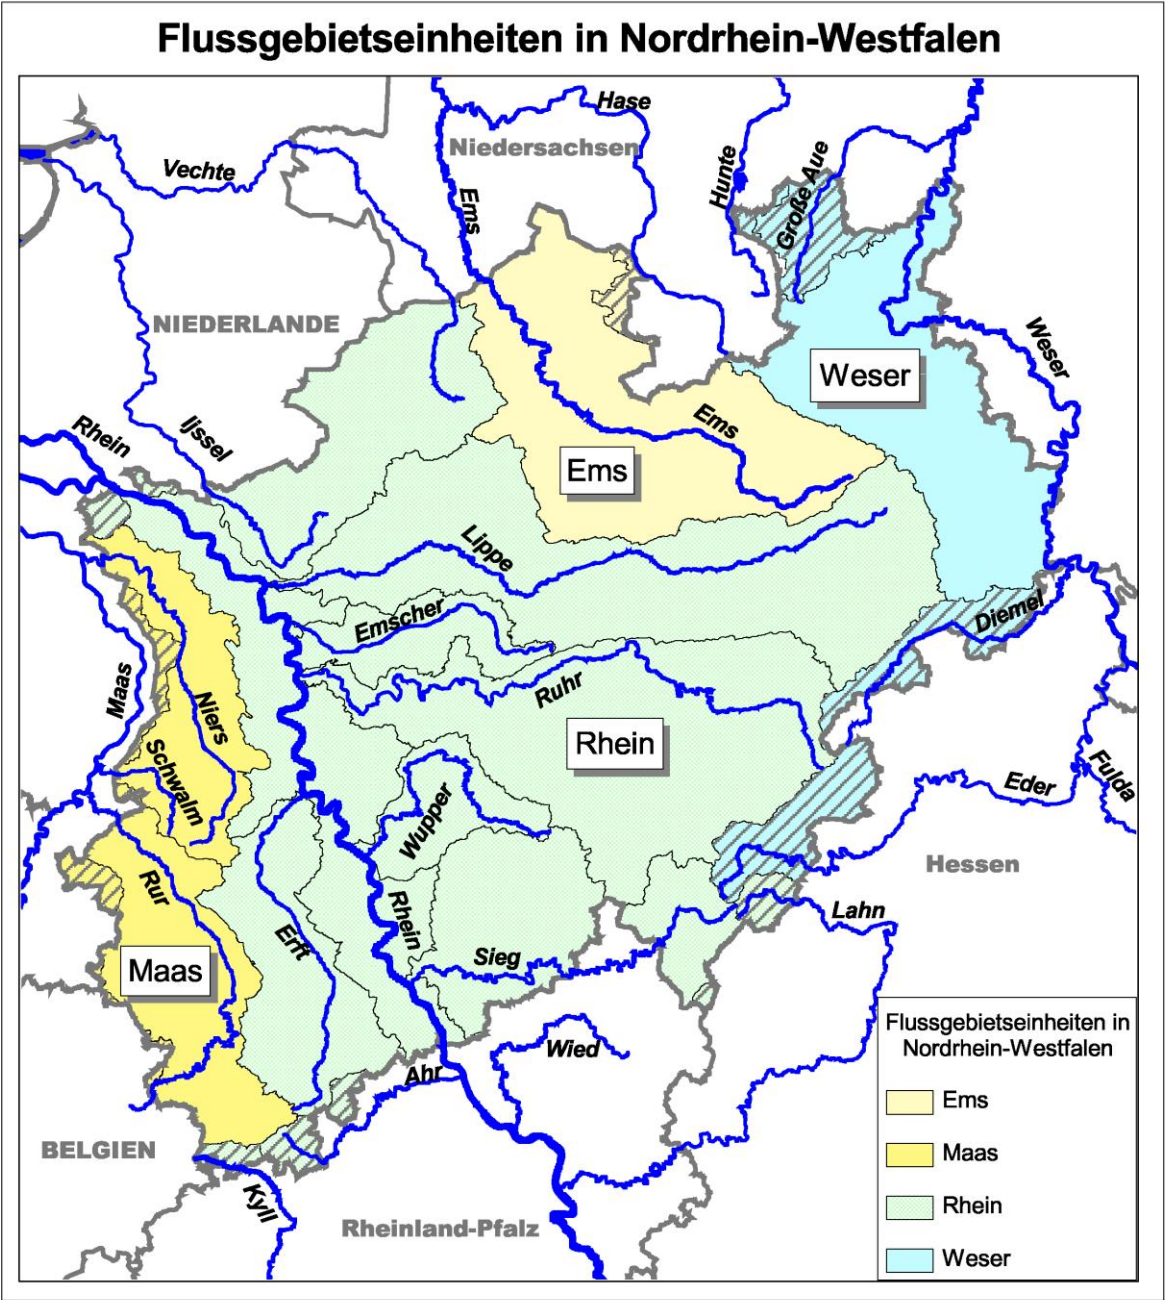 Flussgebietseinheiten in Nordrhein-Westfalen
Hase
Niedersachsen
Vechte
Hunte
Große Aue
Ems
NIEDERLANDE
Weser
Weser
Rhein
Ijssel
Ems
Ems
Lippe
Emscher
Diemel
Maas
Niers
Ruhr
Rhein
Schwalm
Wupper
Eder
Fulda
Hessen
Rur
Rhein
Lahn
Erft
Sieg
Maas
Wied
Ahr
BELGIEN
Kyll
Rheinland-Pfalz
Flussgebietseinheiten in
Nordrhein-Westfalen
Ems
Maas
Rhein
Weser